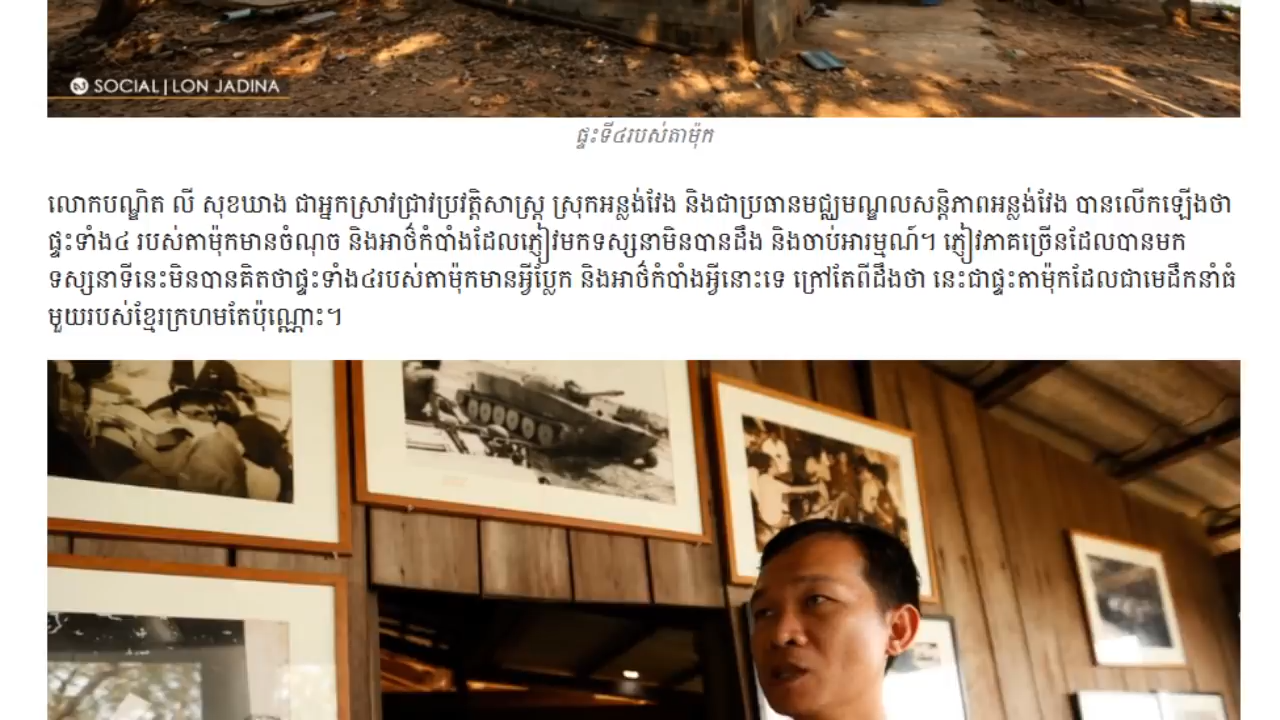 SOCIAL | LON JADINA
ផ្ទះទី៤របស់តាម៉ុក
លោកបណ្ឌិត លី សុខឃាង ជាអ្នកស្រាវជ្រាវប្រវត្តិសាស្ត្រ ស្រុកអន្លង់វែង និងជាប្រធានមជ្ឈមណ្ឌលសន្តិភាពអន្លង់វែង បានលើកឡើងថា
ផ្ទះទាំង៤ របស់តាម៉ុកមានចំណុច និងអាថ៌កំបាំងដែលភ្ញៀវមកទស្សនាមិនបានដឹង និងចាប់អារម្មណ៍។ ភ្ញៀវភាគច្រើនដែលបានមក
ទស្សនាទីនេះមិនបានគិតថាផ្ទះទាំង៤របស់តាម៉ុកមានអ្វីប្លែក និងអាថ៌កំបាំងអ្វីនោះទេ ក្រៅតែពីដឹងថា នេះជាផ្ទះតាម៉ុកដែលជាមេដឹកនាំធំ
មួយរបស់ខ្មែរក្រហមតែប៉ុណ្ណោះ។